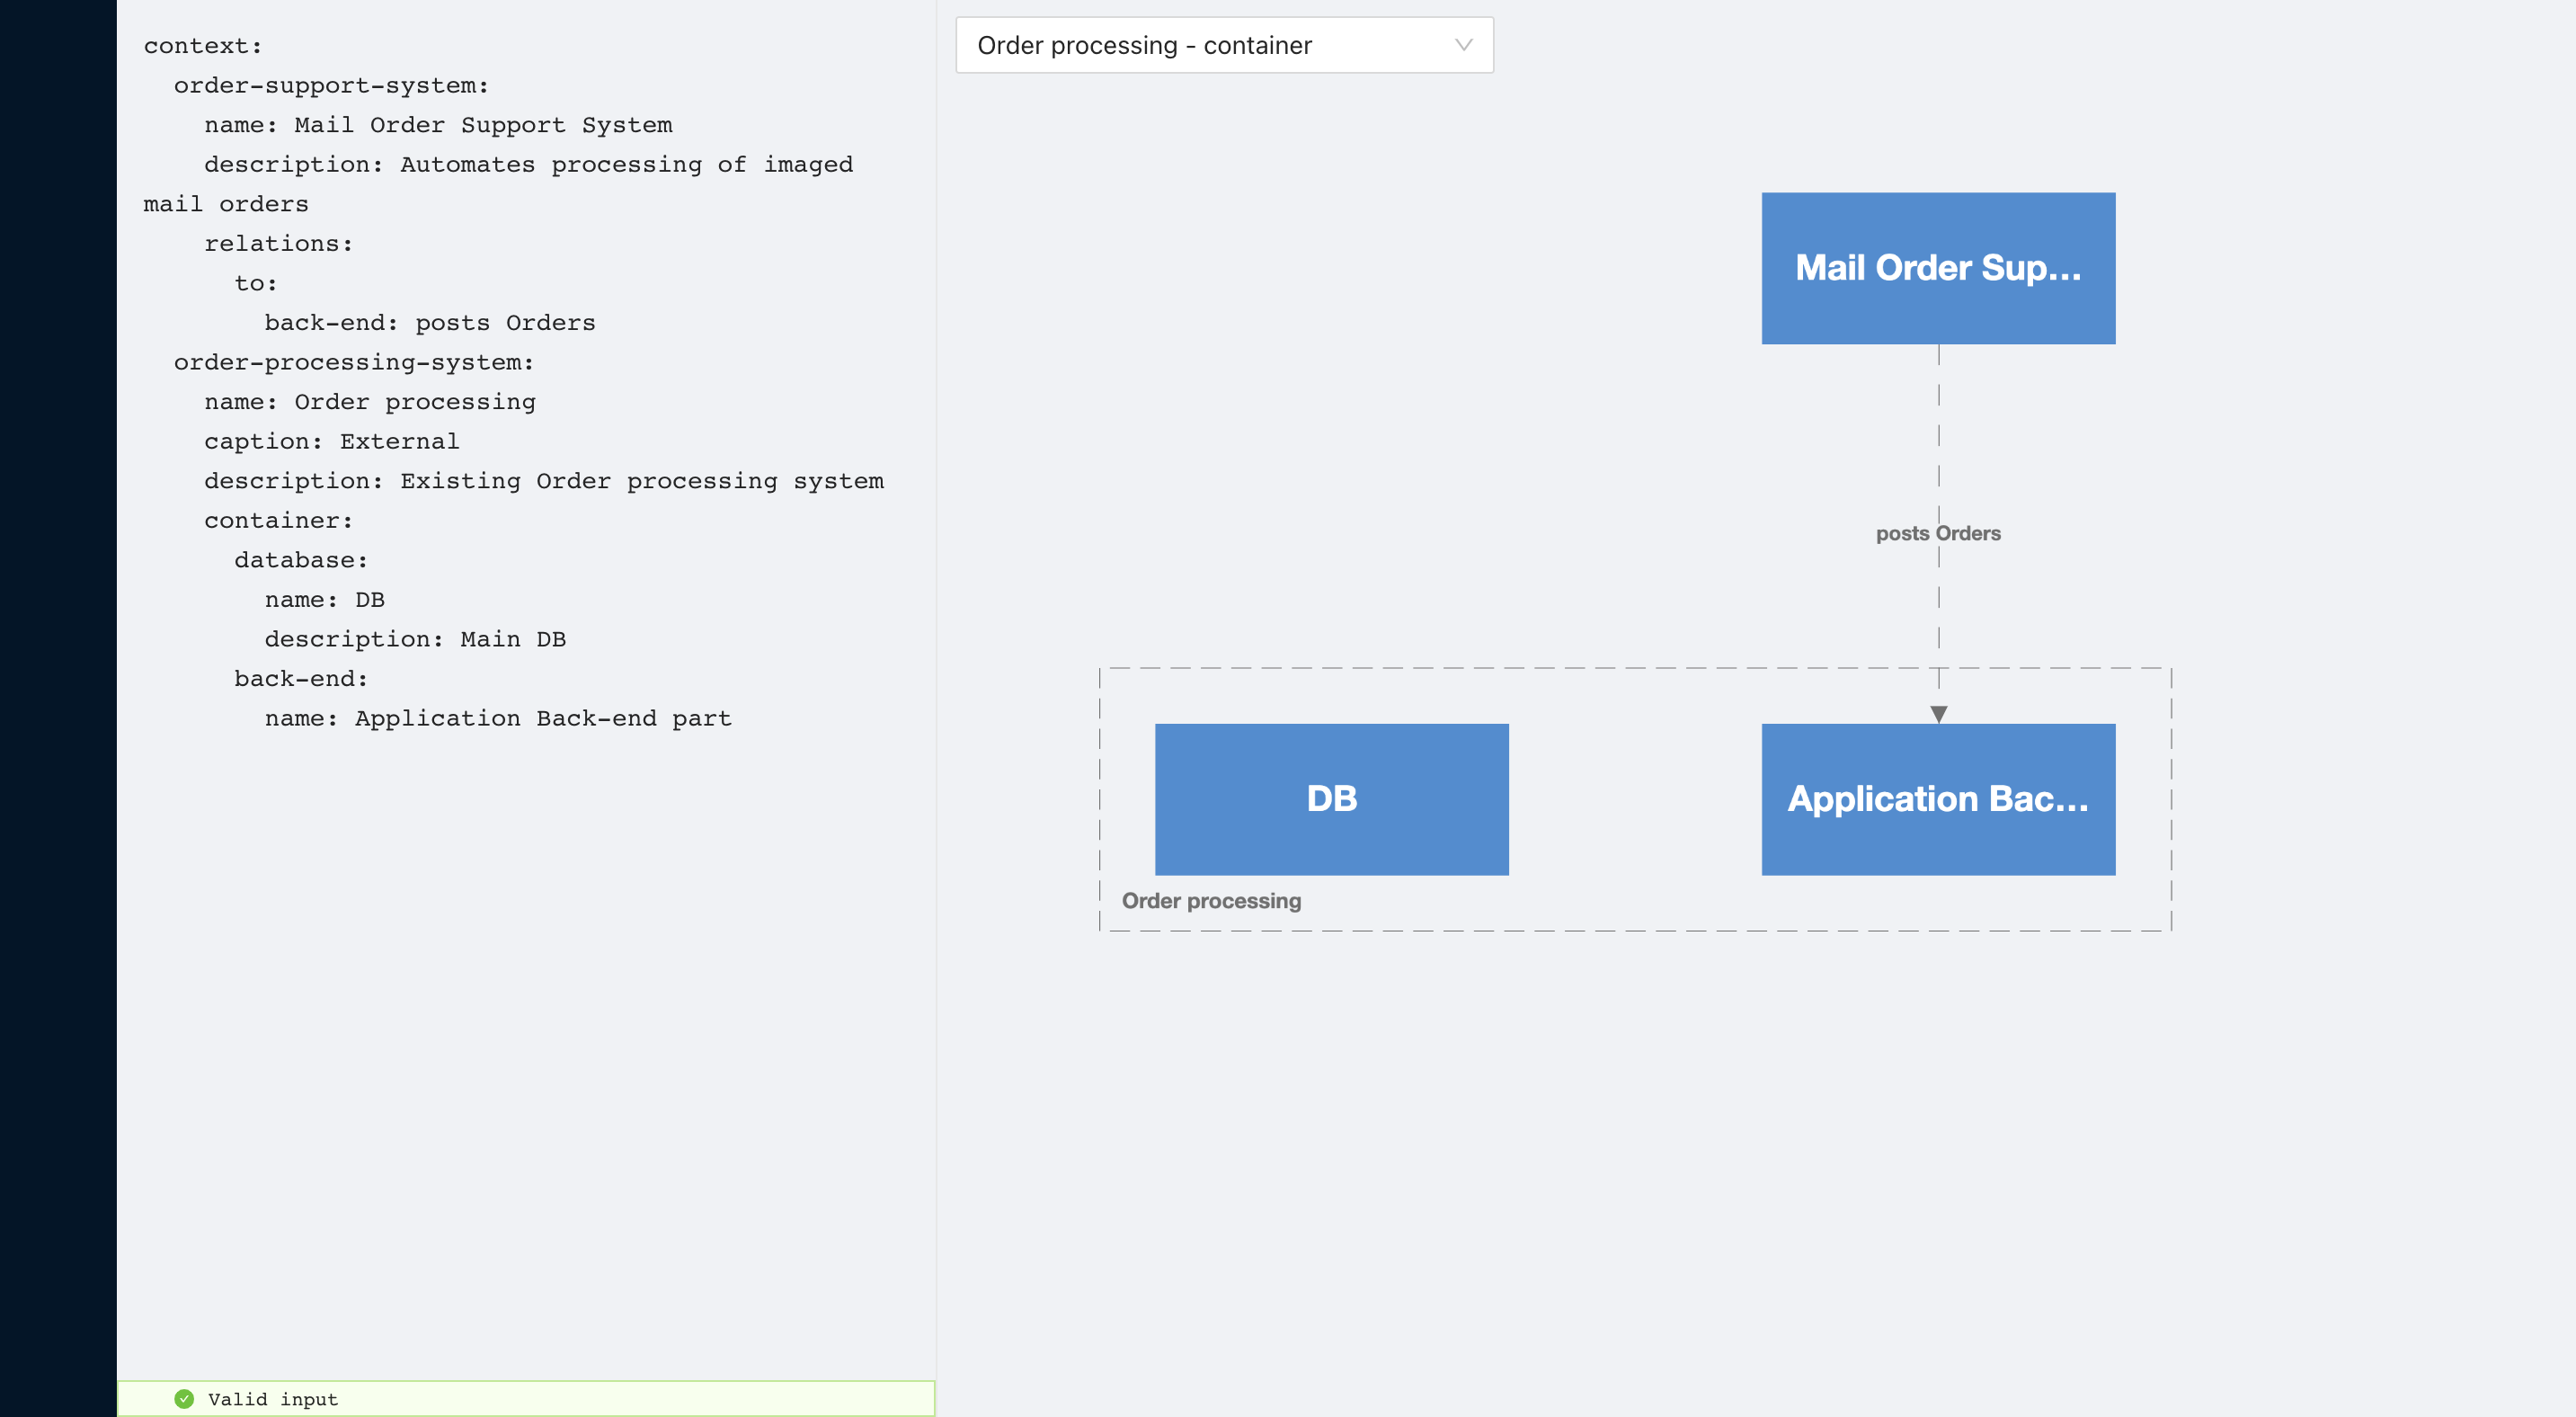 context:
  order-support-system:
    name: Mail Order Support System
    description: Automates processing of imaged
mail orders
    relations:
      to:
        back-end: posts Orders
  order-processing-system:
    name: Order processing
    caption: External
    description: Existing Order processing system
    container:
      database:
        name: DB
        description: Main DB
      back-end:
        name: Application Back-end part
Valid input
Order processing - container
Mail Order Sup...
posts Orders
DB
Application Bac...
Order processing